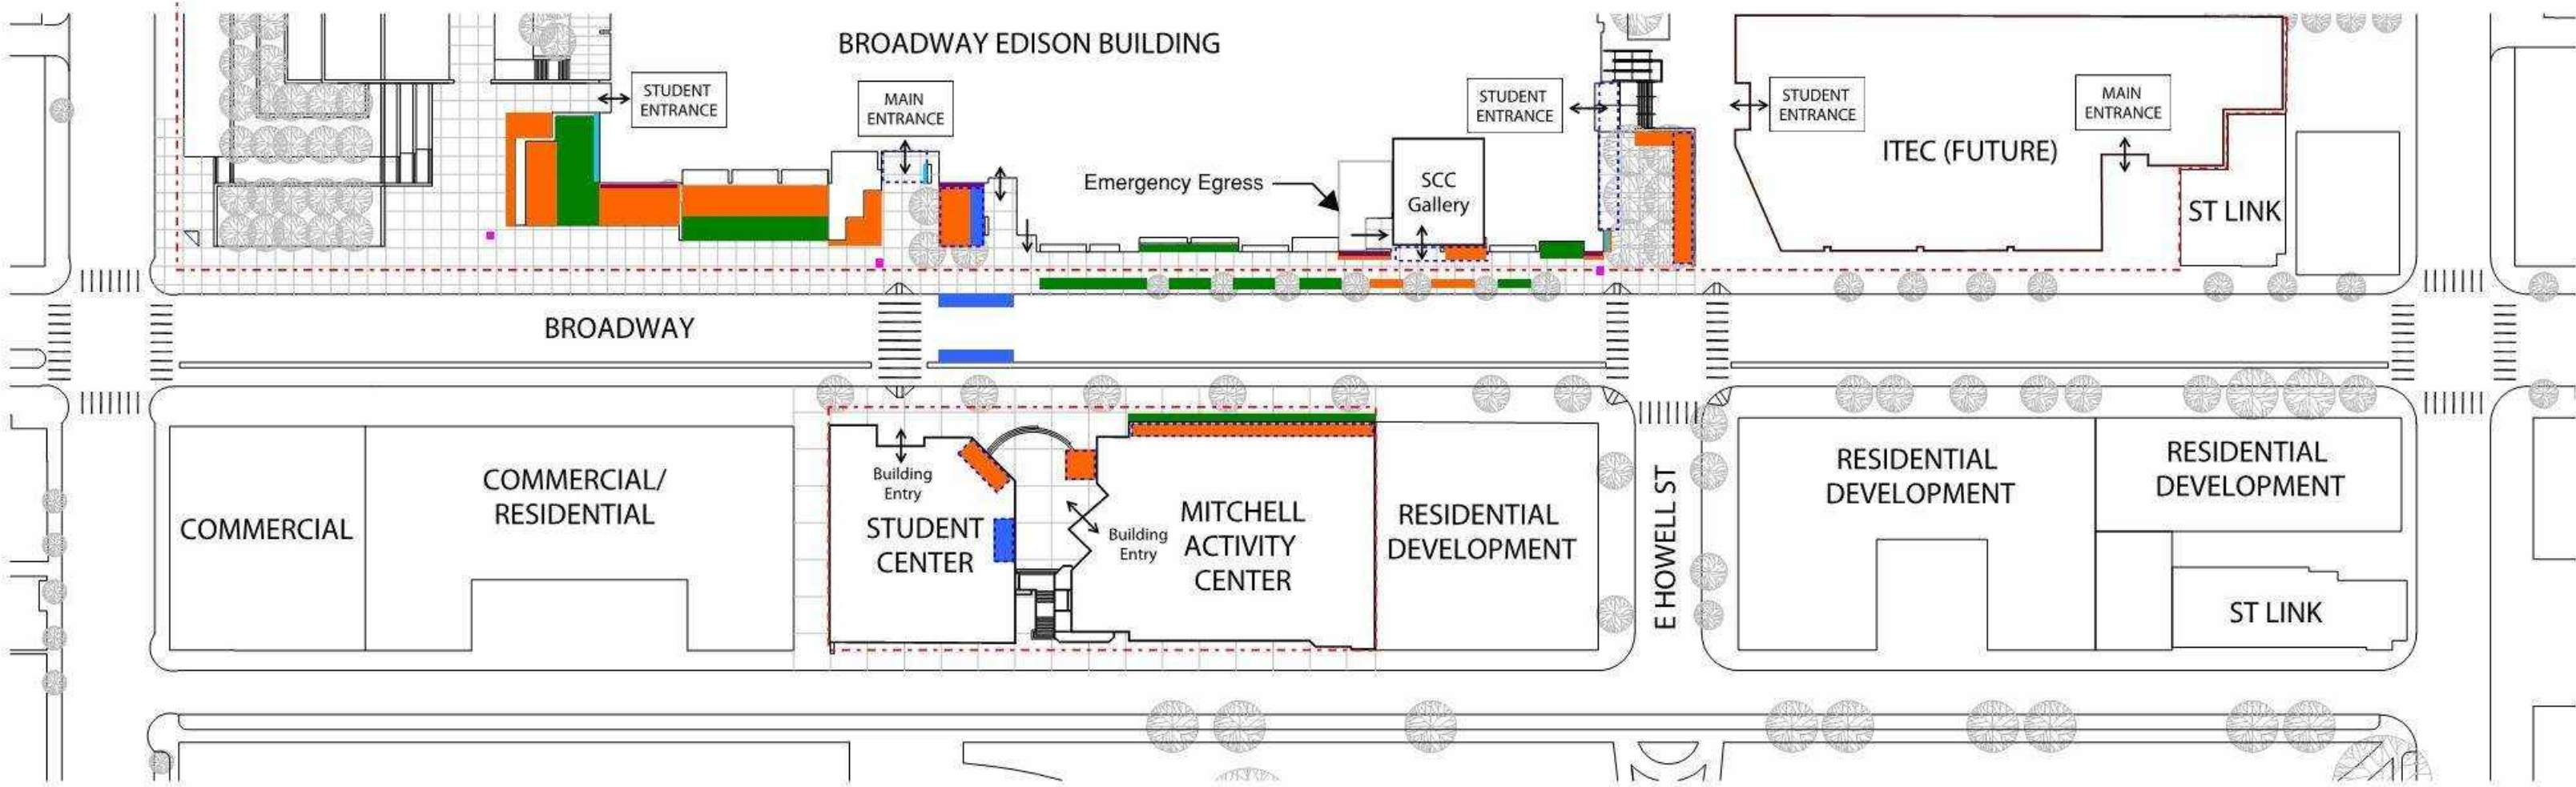 BROADWAY EDISON BUILDING
STUDENT
ENTRANCE
MAIN
ENTRANCE
Emergency Egress
SCC
Gallery
STUDENT
ENTRANCE
STUDENT
ENTRANCE
MAIN
ENTRANCE
ITEC (FUTURE)
ST LINK
BROADWAY
COMMERCIAL
COMMERCIAL/
RESIDENTIAL
Building
Entry
STUDENT
CENTER
Building
Entry
MITCHELL
ACTIVITY
CENTER
RESIDENTIAL
DEVELOPMENT
E HOWELL ST
RESIDENTIAL
DEVELOPMENT
RESIDENTIAL
DEVELOPMENT
ST LINK